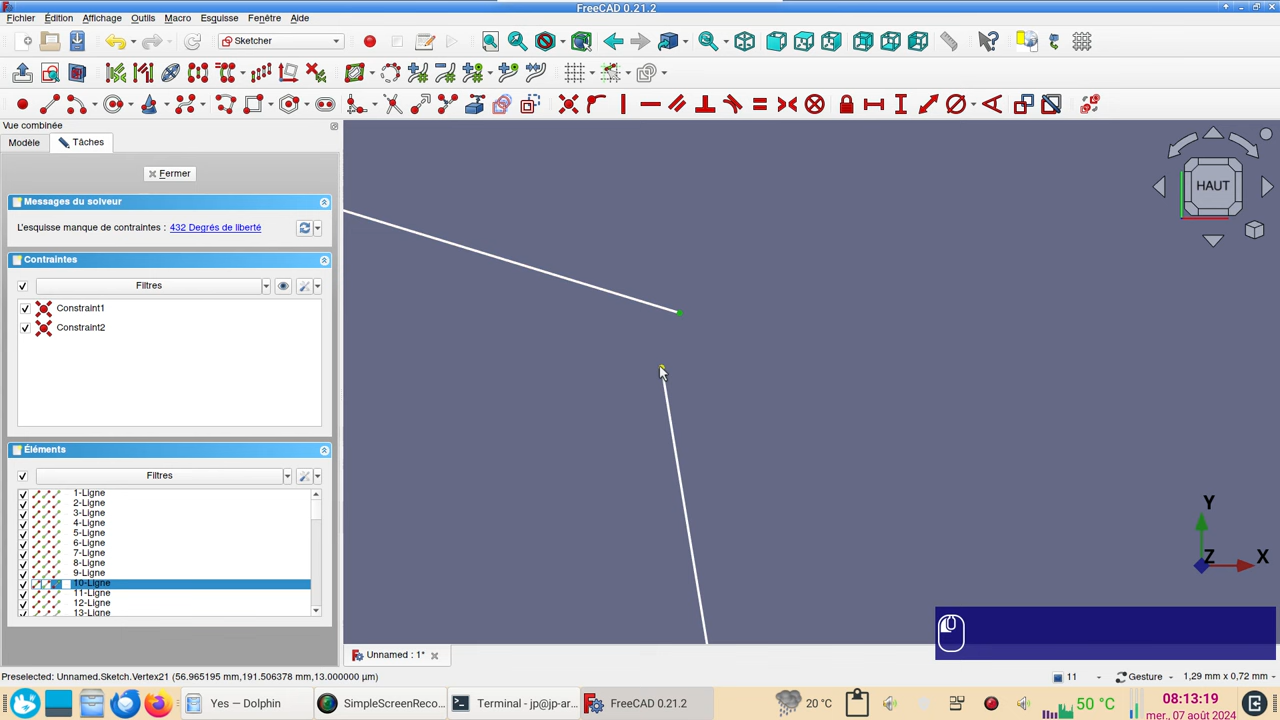 FreeCAD 0.21.2
Fichier Édition Affichage Outils Macro Esquisse Fenêtre Aide
Sketcher
Vue combinée
Modèle Tâches
Fermer
Messages du solveur
L'esquisse manque de contraintes : 432 Degrés de liberté
Contraintes
Filtres
Constraint1
Constraint2
Éléments
Filtres
1-Ligne
2-Ligne
3-Ligne
4-Ligne
5-Ligne
6-Ligne
7-Ligne
8-Ligne
9-Ligne
10-Ligne
11-Ligne
12-Ligne
13-Ligne
HAUT
Y
Z
X
Unnamed : 1*
Preselected: Unnamed.Sketch.Vertex21 (56.965195 mm,191.506378 mm,13.000000 µm)
11
Gesture
1,29 mm x 0,72 mm
Yes — Dolphin
SimpleScreenReco...
Terminal - jp@jp-ar...
FreeCAD 0.21.2
20 °C
50 °C
08:13:19
mer., 07 août 2024